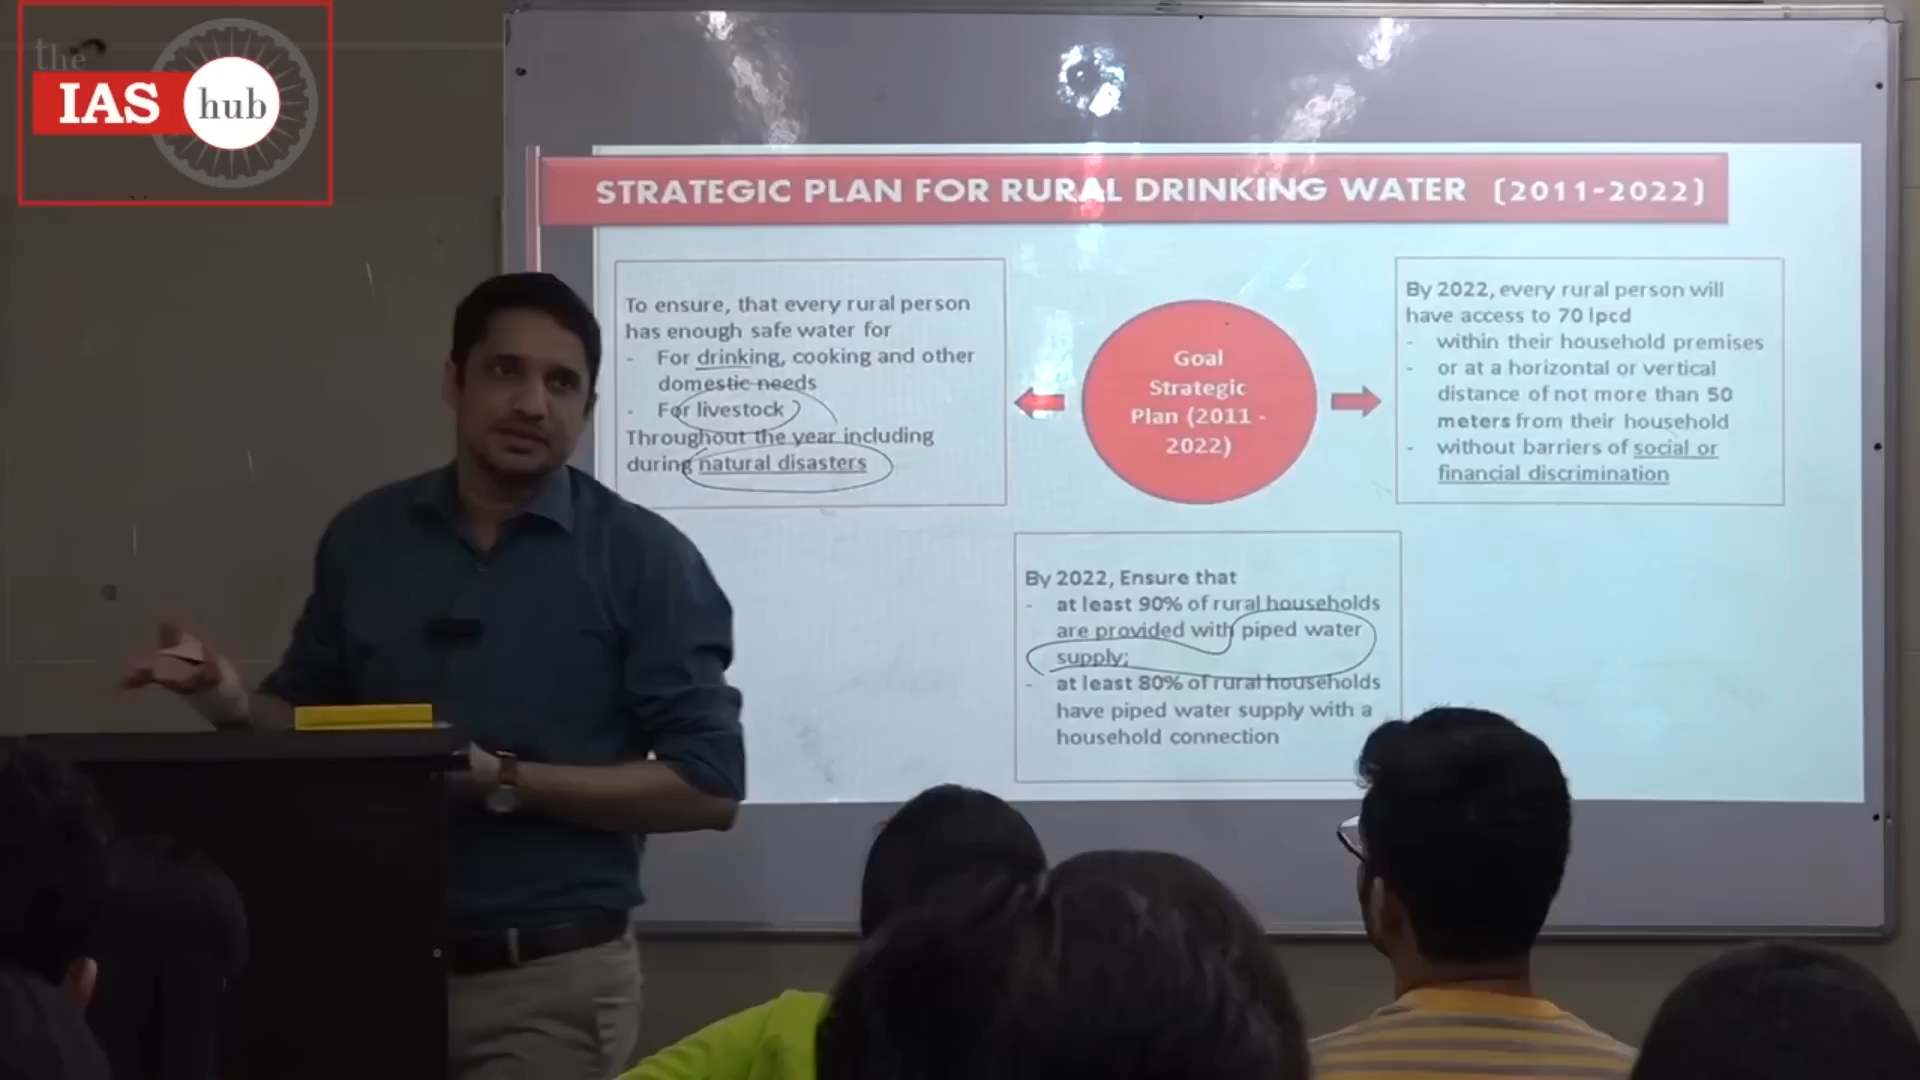 the
IAS hub
STRATEGIC PLAN FOR RURAL DRINKING WATER (2011-2022)
To ensure, that every rural person
has enough safe water for
- For drinking, cooking and other
domestic needs
- For livestock
Throughout the year including
during natural disasters
Goal
Strategic
Plan (2011 -
2022)
By 2022, every rural person will
have access to 70 lpcd
- within their household premises
- or at a horizontal or vertical
distance of not more than 50
meters from their household
- without barriers of social or
financial discrimination
By 2022, Ensure that
- at least 90% of rural households
are provided with piped water
supply;
- at least 80% of rural households
have piped water supply with a
household connection